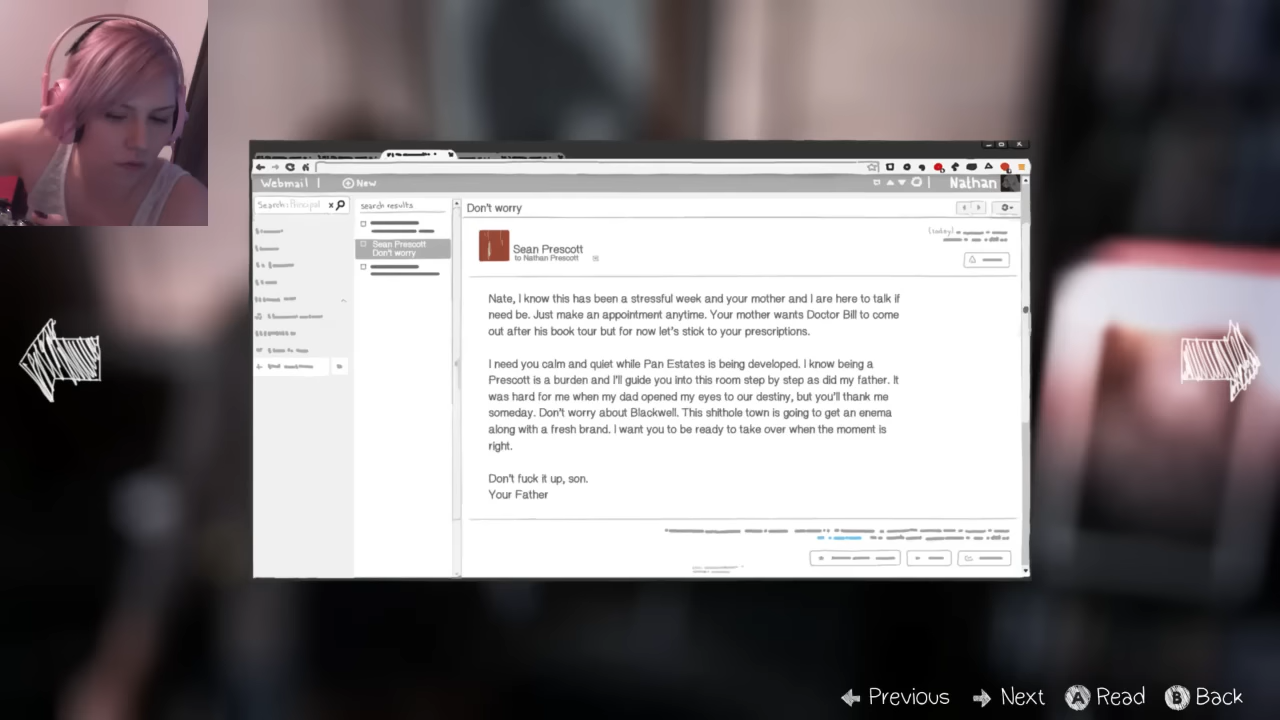 Webmail | New
Nathan
Search: Principal x
search results
Don't worry
Sean Prescott
Don't worry
Sean Prescott
to Nathan Prescott
(today)
Nate, I know this has been a stressful week and your mother and I are here to talk if
need be. Just make an appointment anytime. Your mother wants Doctor Bill to come
out after his book tour but for now let's stick to your prescriptions.
I need you calm and quiet while Pan Estates is being developed. I know being a
Prescott is a burden and I'll guide you into this room step by step as did my father. It
was hard for me when my dad opened my eyes to our destiny, but you'll thank me
someday. Don't worry about Blackwell. This shithole town is going to get an enema
along with a fresh brand. I want you to be ready to take over when the moment is
right.
Don't fuck it up, son.
Your Father
Previous
Next
A Read
B Back